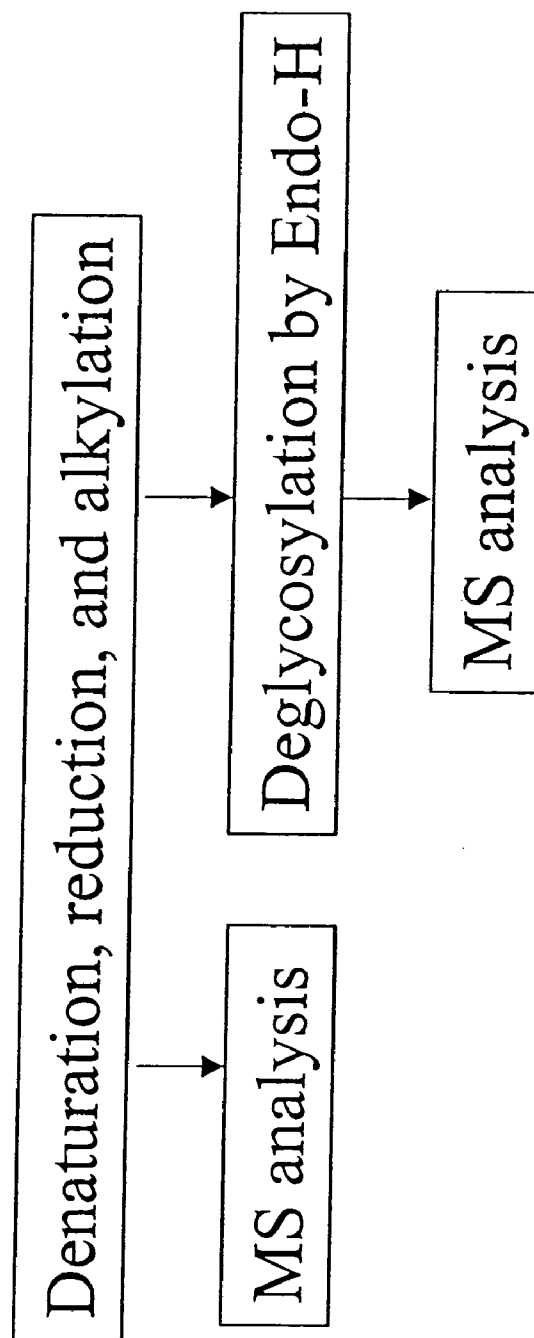 Denaturation, reduction, and alkylation
MS analysis
Deglycosylation by Endo-H
MS analysis